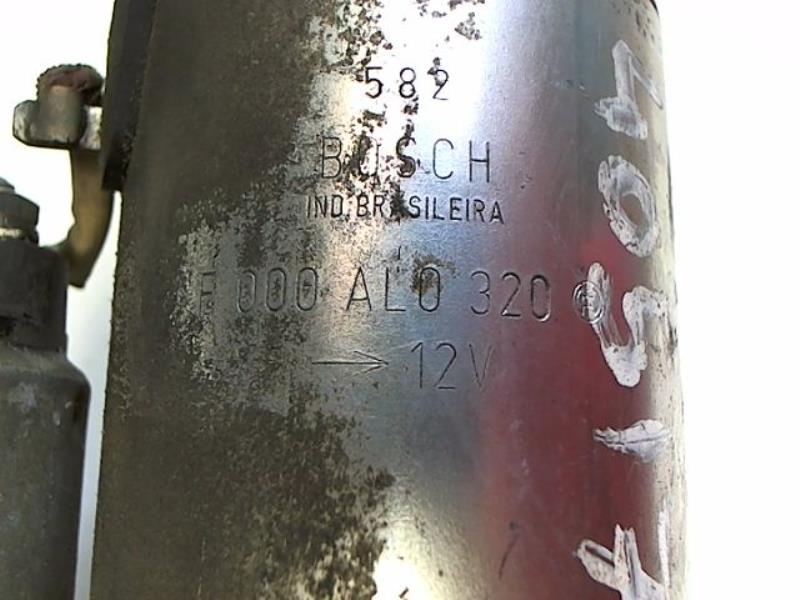 582
BOSCH
IND. BRASILEIRA
F 000 AL0 320
→ 12V